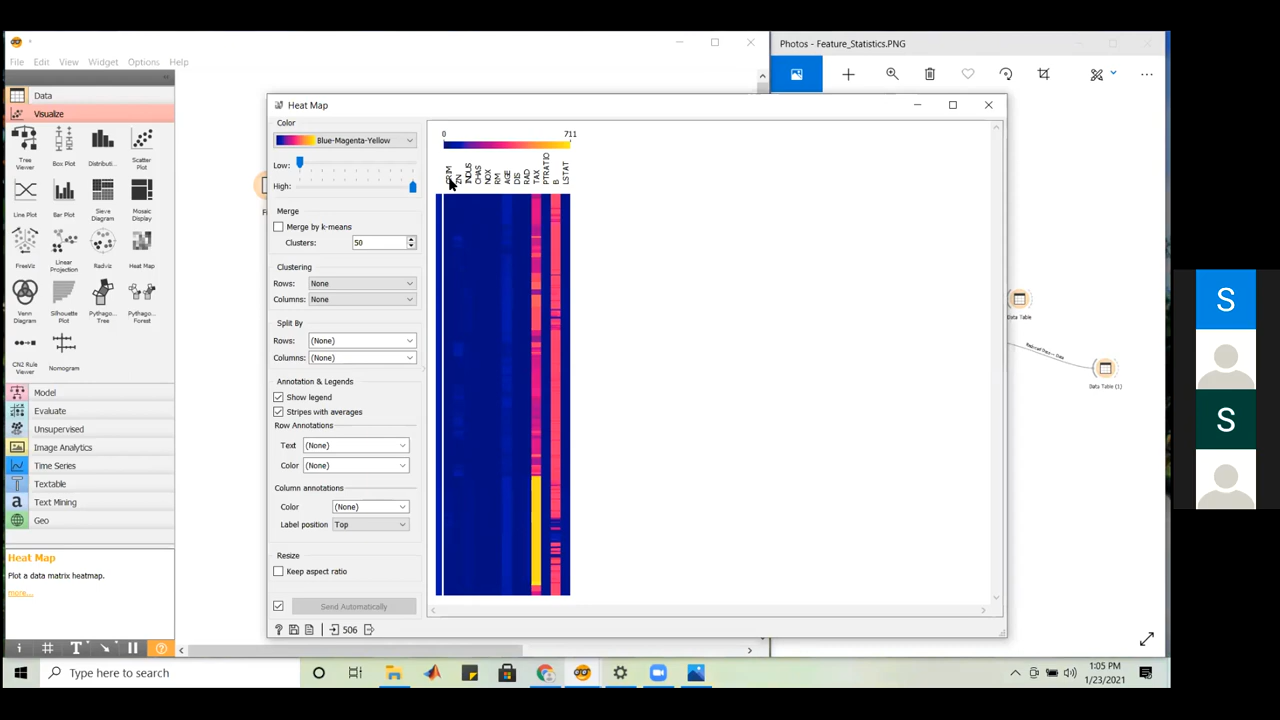 Photos - Feature_Statistics.PNG
File Edit View Widget Options Help
Data
Visualize
Tree Viewer
Box Plot
Distributi...
Scatter Plot
Line Plot
Bar Plot
Sieve Diagram
Mosaic Display
FreeViz
Linear Projection
Radviz
Heat Map
Venn Diagram
Silhouette Plot
Pythago... Tree
Pythago... Forest
CN2 Rule Viewer
Nomogram
Model
Evaluate
Unsupervised
Image Analytics
Time Series
Textable
Text Mining
Geo
Heat Map
Plot a data matrix heatmap.
more...
Heat Map
Color
Blue-Magenta-Yellow
Low:
High:
Merge
Merge by k-means
Clusters: 50
Clustering
Rows: None
Columns: None
Split By
Rows: (None)
Columns: (None)
Annotation & Legends
Show legend
Stripes with averages
Row Annotations
Text (None)
Color (None)
Column annotations
Color (None)
Label position Top
Resize
Keep aspect ratio
Send Automatically
506
0 711
CRIM ZN INDUS CHAS NOX RM AGE DIS RAD TAX PTRATIO B LSTAT
Data Table
Reduced Data → Data
Data Table (1)
S
S
Type here to search
1:05 PM
1/23/2021